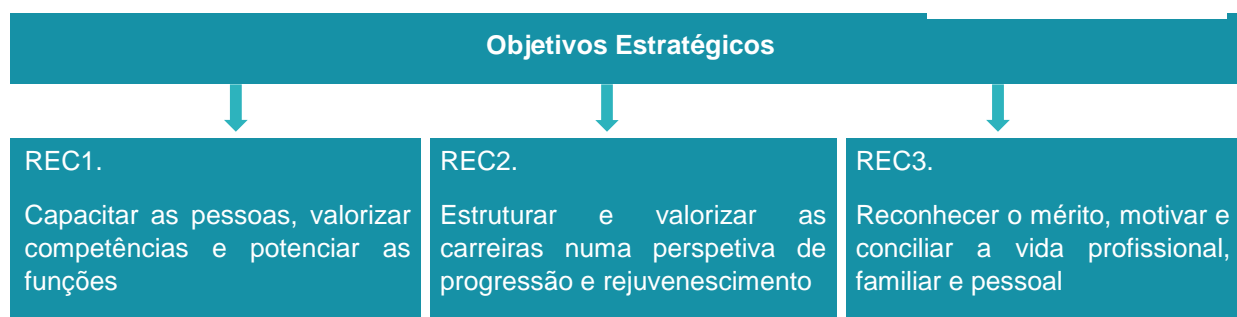 Objetivos Estratégicos
REC1.
Capacitar as pessoas, valorizar
competências e potenciar as
funções
REC2.
Estruturar e valorizar as
carreiras numa perspetiva de
progressão e rejuvenescimento
REC3.
Reconhecer o mérito, motivar e
conciliar a vida profissional,
familiar e pessoal